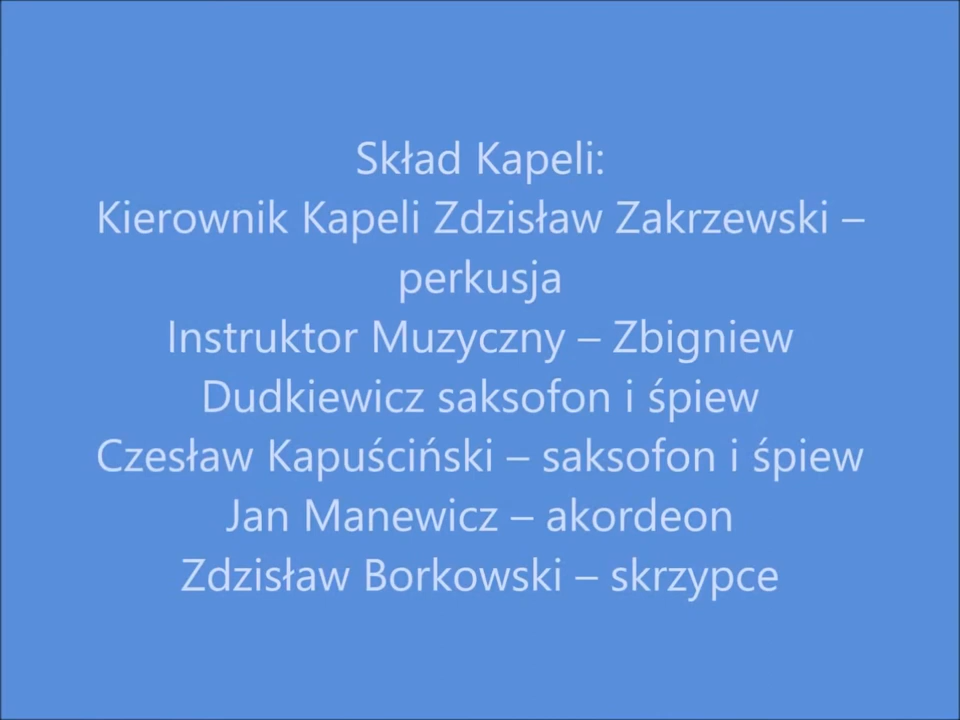 Skład Kapeli:
Kierownik Kapeli Zdzisław Zakrzewski –
perkusja
Instruktor Muzyczny – Zbigniew
Dudkiewicz saksofon i śpiew
Czesław Kapuściński – saksofon i śpiew
Jan Manewicz – akordeon
Zdzisław Borkowski – skrzypce